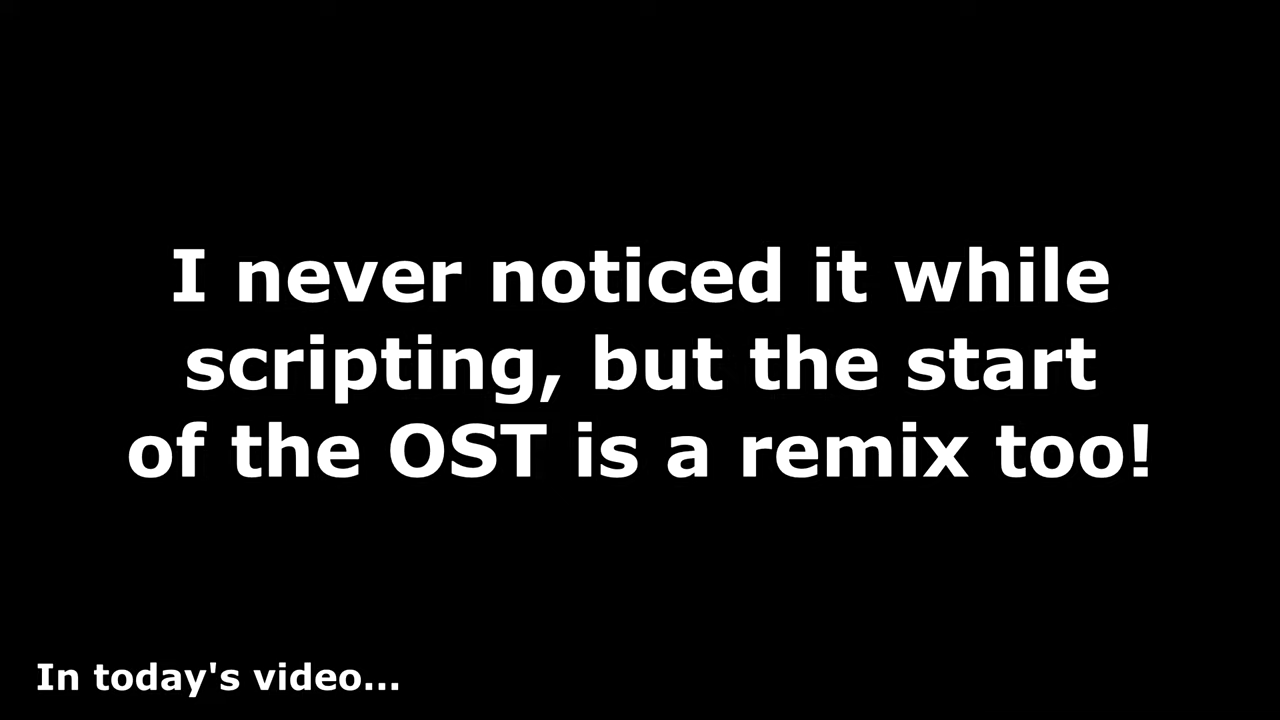 I never noticed it while
scripting, but the start
of the OST is a remix too!
In today's video...